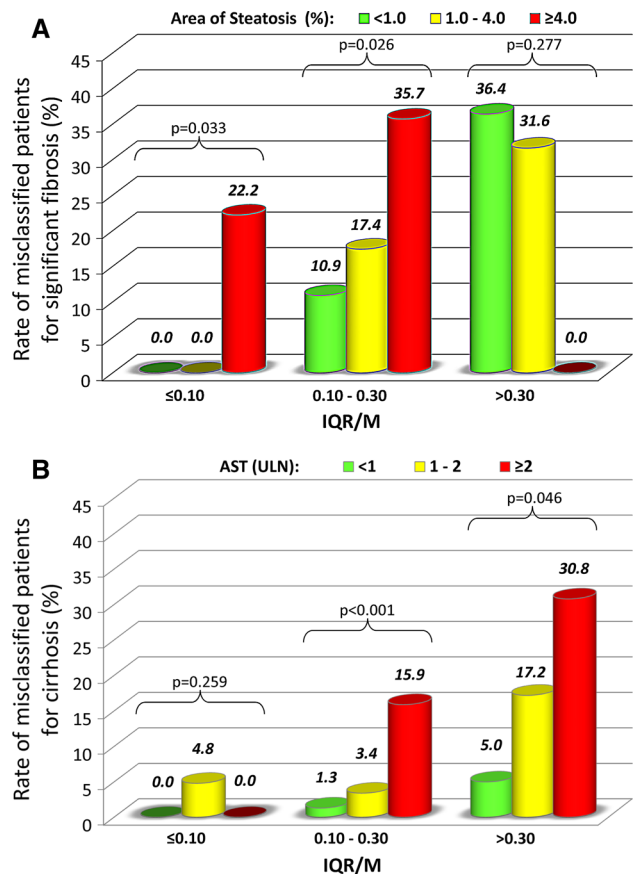 A
Area of Steatosis (%): <1.0 1.0 - 4.0 ≥4.0
Rate of misclassified patients
for significant fibrosis (%)
45
40
35
30
25
20
15
10
5
0
p=0.033
p=0.026
p=0.277
0.0 0.0 22.2
10.9 17.4 35.7
36.4 31.6 0.0
≤0.10 0.10 - 0.30 >0.30
IQR/M
B
AST (ULN): <1 1 - 2 ≥2
Rate of misclassified patients
for cirrhosis (%)
45
40
35
30
25
20
15
10
5
0
p=0.259
p<0.001
p=0.046
0.0 4.8 0.0
1.3 3.4 15.9
5.0 17.2 30.8
≤0.10 0.10 - 0.30 >0.30
IQR/M